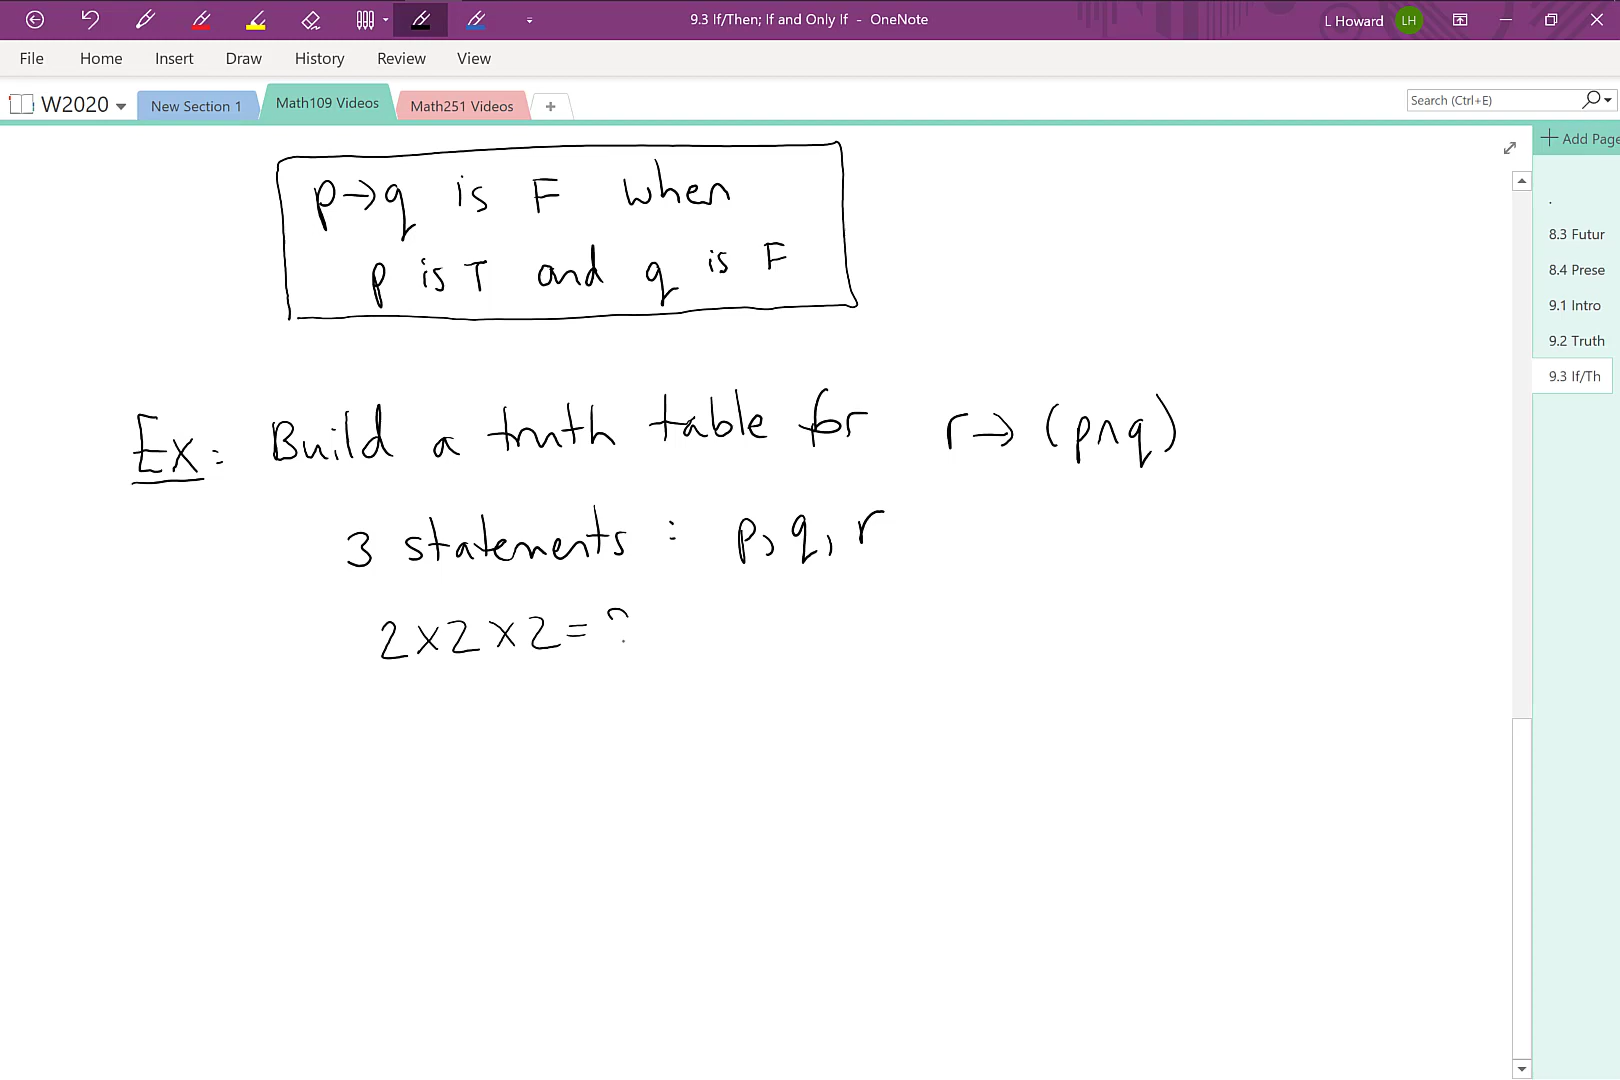 9.3 If/Then; If and Only If - OneNote
L Howard LH
File Home Insert Draw History Review View
W2020 New Section 1 Math109 Videos Math251 Videos +
Search (Ctrl+E)
Add Page
.
8.3 Futur
8.4 Prese
9.1 Intro
9.2 Truth
9.3 If/Th
p→q is F when
p is T and q is F
Ex: Build a truth table for r→(p∧q)
3 statements: p, q, r
2×2×2=?